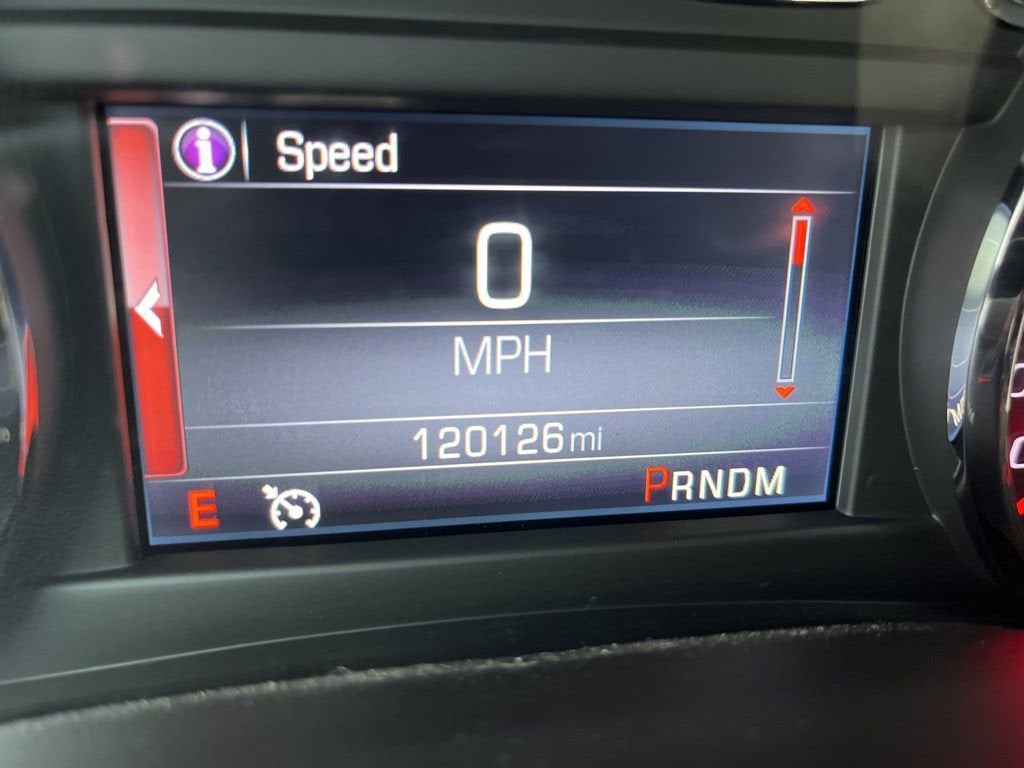 Speed
0
MPH
120126 mi
E
PRNDM